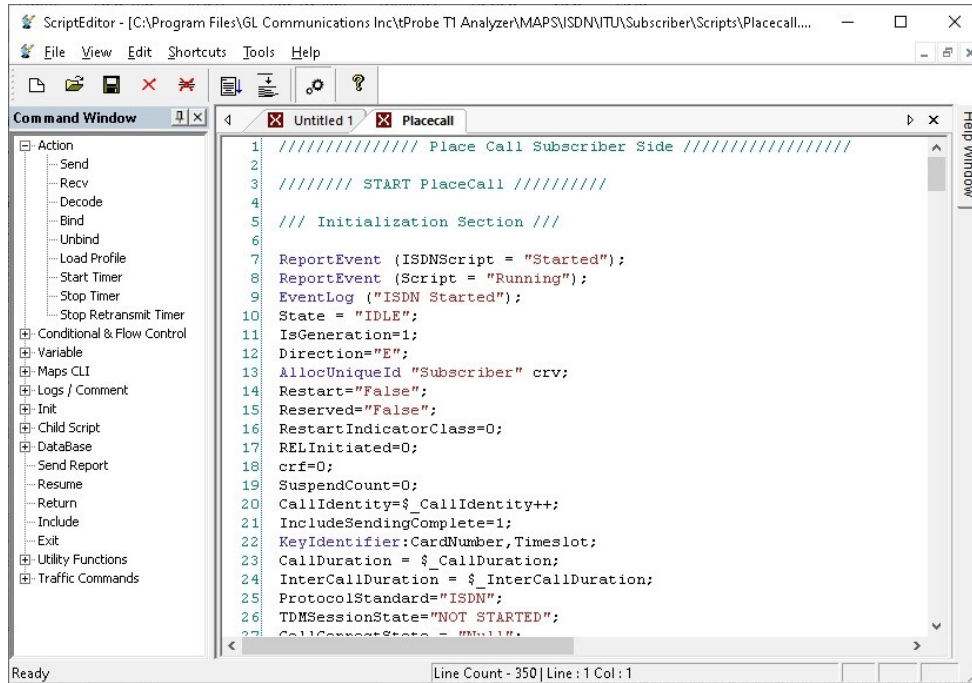 ScriptEditor - [C:\Program Files\GL Communications Inc\tProbe T1 Analyzer\MAPS\ISDN\ITU\Subscriber\Scripts\Placecall....
File View Edit Shortcuts Tools Help
Command Window
Action
Send
Recv
Decode
Bind
Unbind
Load Profile
Start Timer
Stop Timer
Stop Retransmit Timer
Conditional & Flow Control
Variable
Maps CLI
Logs / Comment
Init
Child Script
DataBase
Send Report
Resume
Return
Include
Exit
Utility Functions
Traffic Commands
Untitled 1 Placecall
1 /////////////// Place Call Subscriber Side //////////////////
2
3 //////// START PlaceCall //////////
4
5 /// Initialization Section ///
6
7 ReportEvent (ISDNScript = "Started");
8 ReportEvent (Script = "Running");
9 EventLog ("ISDN Started");
10 State = "IDLE";
11 IsGeneration=1;
12 Direction="E";
13 AllocUniqueId "Subscriber" crv;
14 Restart="False";
15 Reserved="False";
16 RestartIndicatorClass=0;
17 RELInitiated=0;
18 crf=0;
19 SuspendCount=0;
20 CallIdentity=$_CallIdentity++;
21 IncludeSendingComplete=1;
22 KeyIdentifier:CardNumber,Timeslot;
23 CallDuration = $_CallDuration;
24 InterCallDuration = $_InterCallDuration;
25 ProtocolStandard="ISDN";
26 TDMSessionState="NOT STARTED";
27 CallConnectState = "Null";
Help Window
Ready
Line Count - 350 | Line : 1 Col : 1